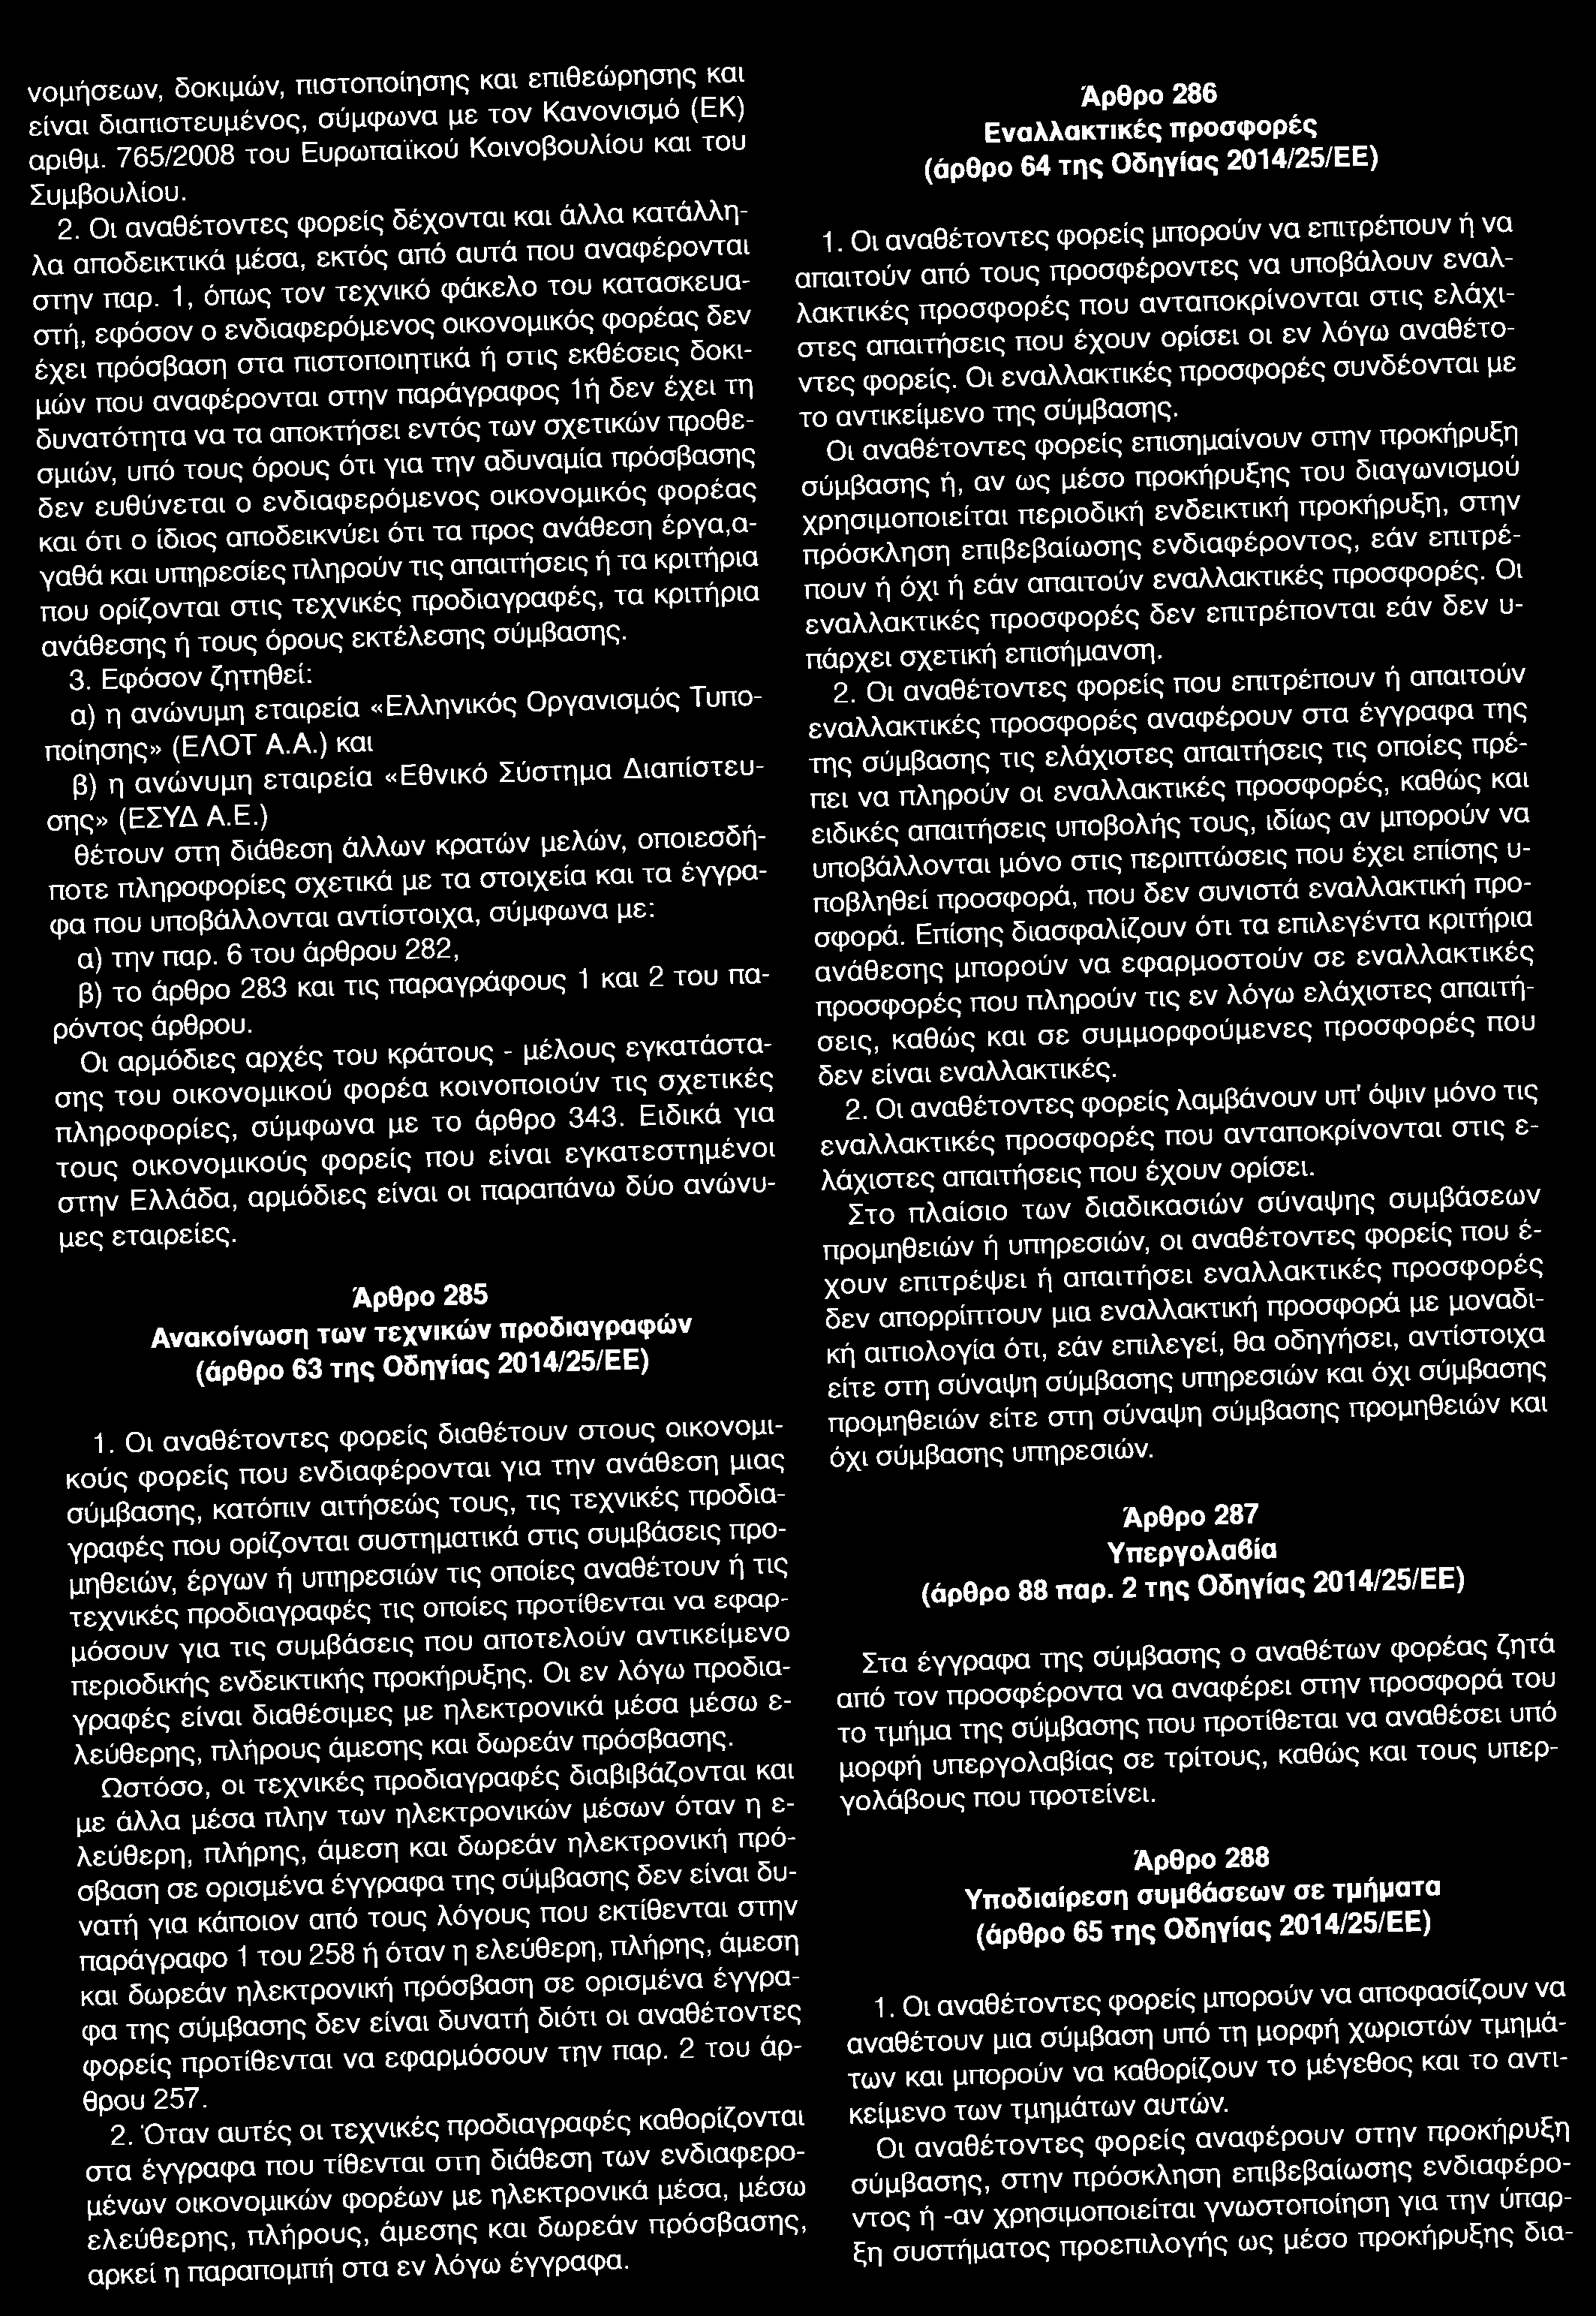 νομήσεων, δοκιμών, πιστοποίησης και επιθεώρησης και
είναι διαπιστευμένος, σύμφωνα με τον Κανονισμό (ΕΚ)
αριθμ. 765/2008 του Ευρωπαϊκού Κοινοβουλίου και του
Συμβουλίου.
2. Οι αναθέτοντες φορείς δέχονται και άλλα κατάλλη-
λα αποδεικτικά μέσα, εκτός από αυτά που αναφέρονται
στην παρ. 1, όπως τον τεχνικό φάκελο του κατασκευα-
στή, εφόσον ο ενδιαφερόμενος οικονομικός φορέας δεν
έχει πρόσβαση στα πιστοποιητικά ή στις εκθέσεις δοκι-
μών που αναφέρονται στην παράγραφος 1ή δεν έχει τη
δυνατότητα να τα αποκτήσει εντός των σχετικών προθε-
σμιών, υπό τους όρους ότι για την αδυναμία πρόσβασης
δεν ευθύνεται ο ενδιαφερόμενος οικονομικός φορέας
και ότι ο ίδιος αποδεικνύει ότι τα προς ανάθεση έργα,α-
γαθά και υπηρεσίες πληρούν τις απαιτήσεις ή τα κριτήρια
που ορίζονται στις τεχνικές προδιαγραφές, τα κριτήρια
ανάθεσης ή τους όρους εκτέλεσης σύμβασης.
3. Εφόσον ζητηθεί:
α) η ανώνυμη εταιρεία «Ελληνικός Οργανισμός Τυπο-
ποίησης» (ΕΛΟΤ Α.Α.) και
β) η ανώνυμη εταιρεία «Εθνικό Σύστημα Διαπίστευ-
σης» (ΕΣΥΔ Α.Ε.)
θέτουν στη διάθεση άλλων κρατών μελών, οποιεσδή-
ποτε πληροφορίες σχετικά με τα στοιχεία και τα έγγρα-
φα που υποβάλλονται αντίστοιχα, σύμφωνα με:
α) την παρ. 6 του άρθρου 282,
β) το άρθρο 283 και τις παραγράφους 1 και 2 του πα-
ρόντος άρθρου.
Οι αρμόδιες αρχές του κράτους - μέλους εγκατάστα-
σης του οικονομικού φορέα κοινοποιούν τις σχετικές
πληροφορίες, σύμφωνα με το άρθρο 343. Ειδικά για
τους οικονομικούς φορείς που είναι εγκατεστημένοι
στην Ελλάδα, αρμόδιες είναι οι παραπάνω δύο ανώνυ-
μες εταιρείες.
Άρθρο 285
Ανακοίνωση των τεχνικών προδιαγραφών
(άρθρο 63 της Οδηγίας 2014/25/ΕΕ)
1. Οι αναθέτοντες φορείς διαθέτουν στους οικονομι-
κούς φορείς που ενδιαφέρονται για την ανάθεση μιας
σύμβασης, κατόπιν αιτήσεώς τους, τις τεχνικές προδια-
γραφές που ορίζονται συστηματικά στις συμβάσεις προ-
μηθειών, έργων ή υπηρεσιών τις οποίες αναθέτουν ή τις
τεχνικές προδιαγραφές τις οποίες προτίθενται να εφαρ-
μόσουν για τις συμβάσεις που αποτελούν αντικείμενο
περιοδικής ενδεικτικής προκήρυξης. Οι εν λόγω προδια-
γραφές είναι διαθέσιμες με ηλεκτρονικά μέσα μέσω ε-
λεύθερης, πλήρους άμεσης και δωρεάν πρόσβασης.
Ωστόσο, οι τεχνικές προδιαγραφές διαβιβάζονται και
με άλλα μέσα πλην των ηλεκτρονικών μέσων όταν η ε-
λεύθερη, πλήρης, άμεση και δωρεάν ηλεκτρονική πρό-
σβαση σε ορισμένα έγγραφα της σύμβασης δεν είναι δυ-
νατή για κάποιον από τους λόγους που εκτίθενται στην
παράγραφο 1 του 258 ή όταν η ελεύθερη, πλήρης, άμεση
και δωρεάν ηλεκτρονική πρόσβαση σε ορισμένα έγγρα-
φα της σύμβασης δεν είναι δυνατή διότι οι αναθέτοντες
φορείς προτίθενται να εφαρμόσουν την παρ. 2 του άρ-
θρου 257.
2. Όταν αυτές οι τεχνικές προδιαγραφές καθορίζονται
στα έγγραφα που τίθενται στη διάθεση των ενδιαφερο-
μένων οικονομικών φορέων με ηλεκτρονικά μέσα, μέσω
ελεύθερης, πλήρους, άμεσης και δωρεάν πρόσβασης,
αρκεί η παραπομπή στα εν λόγω έγγραφα.
Άρθρο 286
Εναλλακτικές προσφορές
(άρθρο 64 της Οδηγίας 2014/25/ΕΕ)
1. Οι αναθέτοντες φορείς μπορούν να επιτρέπουν ή να
απαιτούν από τους προσφέροντες να υποβάλουν εναλ-
λακτικές προσφορές που ανταποκρίνονται στις ελάχι-
στες απαιτήσεις που έχουν ορίσει οι εν λόγω αναθέτο-
ντες φορείς. Οι εναλλακτικές προσφορές συνδέονται με
το αντικείμενο της σύμβασης.
Οι αναθέτοντες φορείς επισημαίνουν στην προκήρυξη
σύμβασης ή, αν ως μέσο προκήρυξης του διαγωνισμού
χρησιμοποιείται περιοδική ενδεικτική προκήρυξη, στην
πρόσκληση επιβεβαίωσης ενδιαφέροντος, εάν επιτρέ-
πουν ή όχι ή εάν απαιτούν εναλλακτικές προσφορές. Οι
εναλλακτικές προσφορές δεν επιτρέπονται εάν δεν υ-
πάρχει σχετική επισήμανση.
2. Οι αναθέτοντες φορείς που επιτρέπουν ή απαιτούν
εναλλακτικές προσφορές αναφέρουν στα έγγραφα της
της σύμβασης τις ελάχιστες απαιτήσεις τις οποίες πρέ-
πει να πληρούν οι εναλλακτικές προσφορές, καθώς και
ειδικές απαιτήσεις υποβολής τους, ιδίως αν μπορούν να
υποβάλλονται μόνο στις περιπτώσεις που έχει επίσης υ-
ποβληθεί προσφορά, που δεν συνιστά εναλλακτική προ-
σφορά. Επίσης διασφαλίζουν ότι τα επιλεγέντα κριτήρια
ανάθεσης μπορούν να εφαρμοστούν σε εναλλακτικές
προσφορές που πληρούν τις εν λόγω ελάχιστες απαιτή-
σεις, καθώς και σε συμμορφούμενες προσφορές που
δεν είναι εναλλακτικές.
2. Οι αναθέτοντες φορείς λαμβάνουν υπ' όψιν μόνο τις
εναλλακτικές προσφορές που ανταποκρίνονται στις ε-
λάχιστες απαιτήσεις που έχουν ορίσει.
Στο πλαίσιο των διαδικασιών σύναψης συμβάσεων
προμηθειών ή υπηρεσιών, οι αναθέτοντες φορείς που έ-
χουν επιτρέψει ή απαιτήσει εναλλακτικές προσφορές
δεν απορρίπτουν μια εναλλακτική προσφορά με μοναδι-
κή αιτιολογία ότι, εάν επιλεγεί, θα οδηγήσει, αντίστοιχα
είτε στη σύναψη σύμβασης υπηρεσιών και όχι σύμβασης
προμηθειών είτε στη σύναψη σύμβασης προμηθειών και
όχι σύμβασης υπηρεσιών.
Άρθρο 287
Υπεργολαβία
(άρθρο 88 παρ. 2 της Οδηγίας 2014/25/ΕΕ)
Στα έγγραφα της σύμβασης ο αναθέτων φορέας ζητά
από τον προσφέροντα να αναφέρει στην προσφορά του
το τμήμα της σύμβασης που προτίθεται να αναθέσει υπό
μορφή υπεργολαβίας σε τρίτους, καθώς και τους υπερ-
γολάβους που προτείνει.
Άρθρο 288
Υποδιαίρεση συμβάσεων σε τμήματα
(άρθρο 65 της Οδηγίας 2014/25/ΕΕ)
1. Οι αναθέτοντες φορείς μπορούν να αποφασίζουν να
αναθέτουν μια σύμβαση υπό τη μορφή χωριστών τμημά-
των και μπορούν να καθορίζουν το μέγεθος και το αντι-
κείμενο των τμημάτων αυτών.
Οι αναθέτοντες φορείς αναφέρουν στην προκήρυξη
σύμβασης, στην πρόσκληση επιβεβαίωσης ενδιαφέρο-
ντος ή -αν χρησιμοποιείται γνωστοποίηση για την ύπαρ-
ξη συστήματος προεπιλογής ως μέσο προκήρυξης δια-